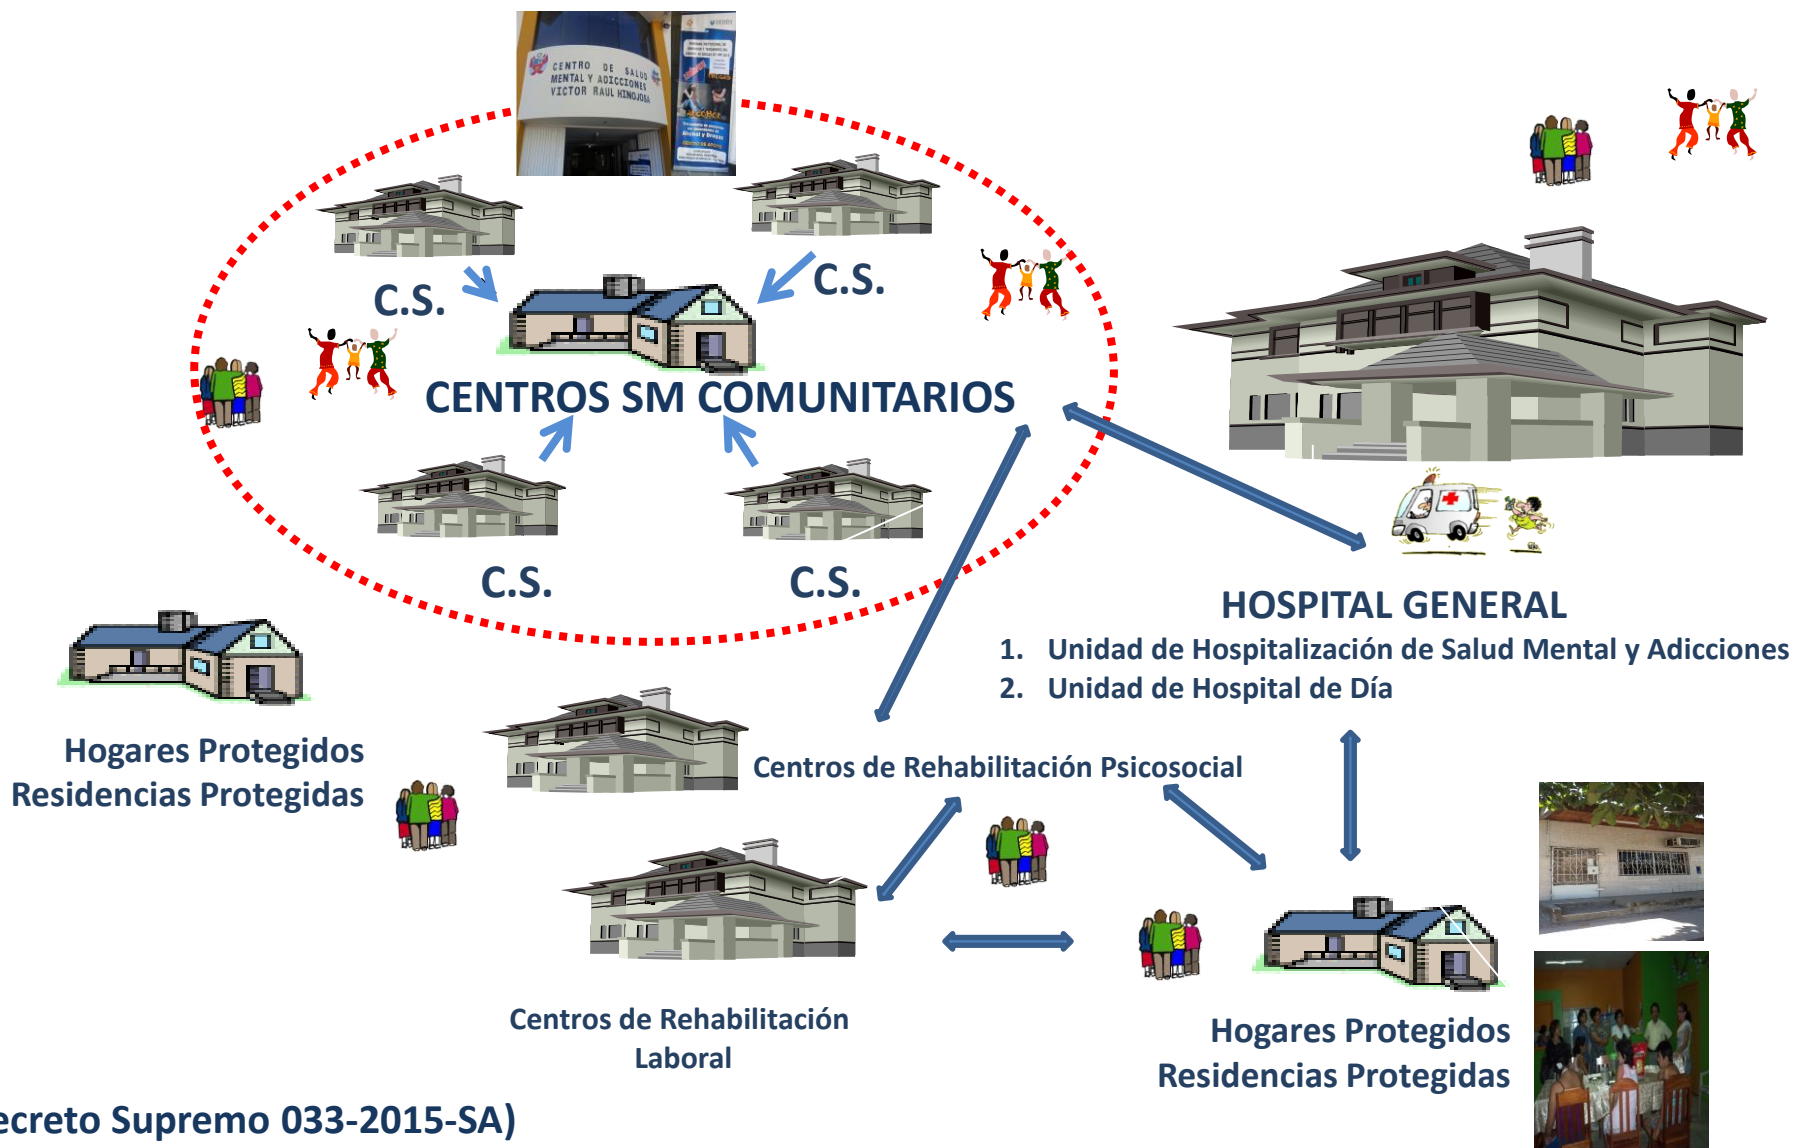 CENTRO DE SALUD
MENTAL Y ADICCIONES
VICTOR RAUL HINOJOSA
Alcohol y Drogas
C.S.
C.S.
CENTROS SM COMUNITARIOS
C.S.
C.S.
HOSPITAL GENERAL
1. Unidad de Hospitalización de Salud Mental y Adicciones
2. Unidad de Hospital de Día
Hogares Protegidos
Residencias Protegidas
Centros de Rehabilitación Psicosocial
Centros de Rehabilitación
Laboral
Hogares Protegidos
Residencias Protegidas
ecreto Supremo 033-2015-SA)